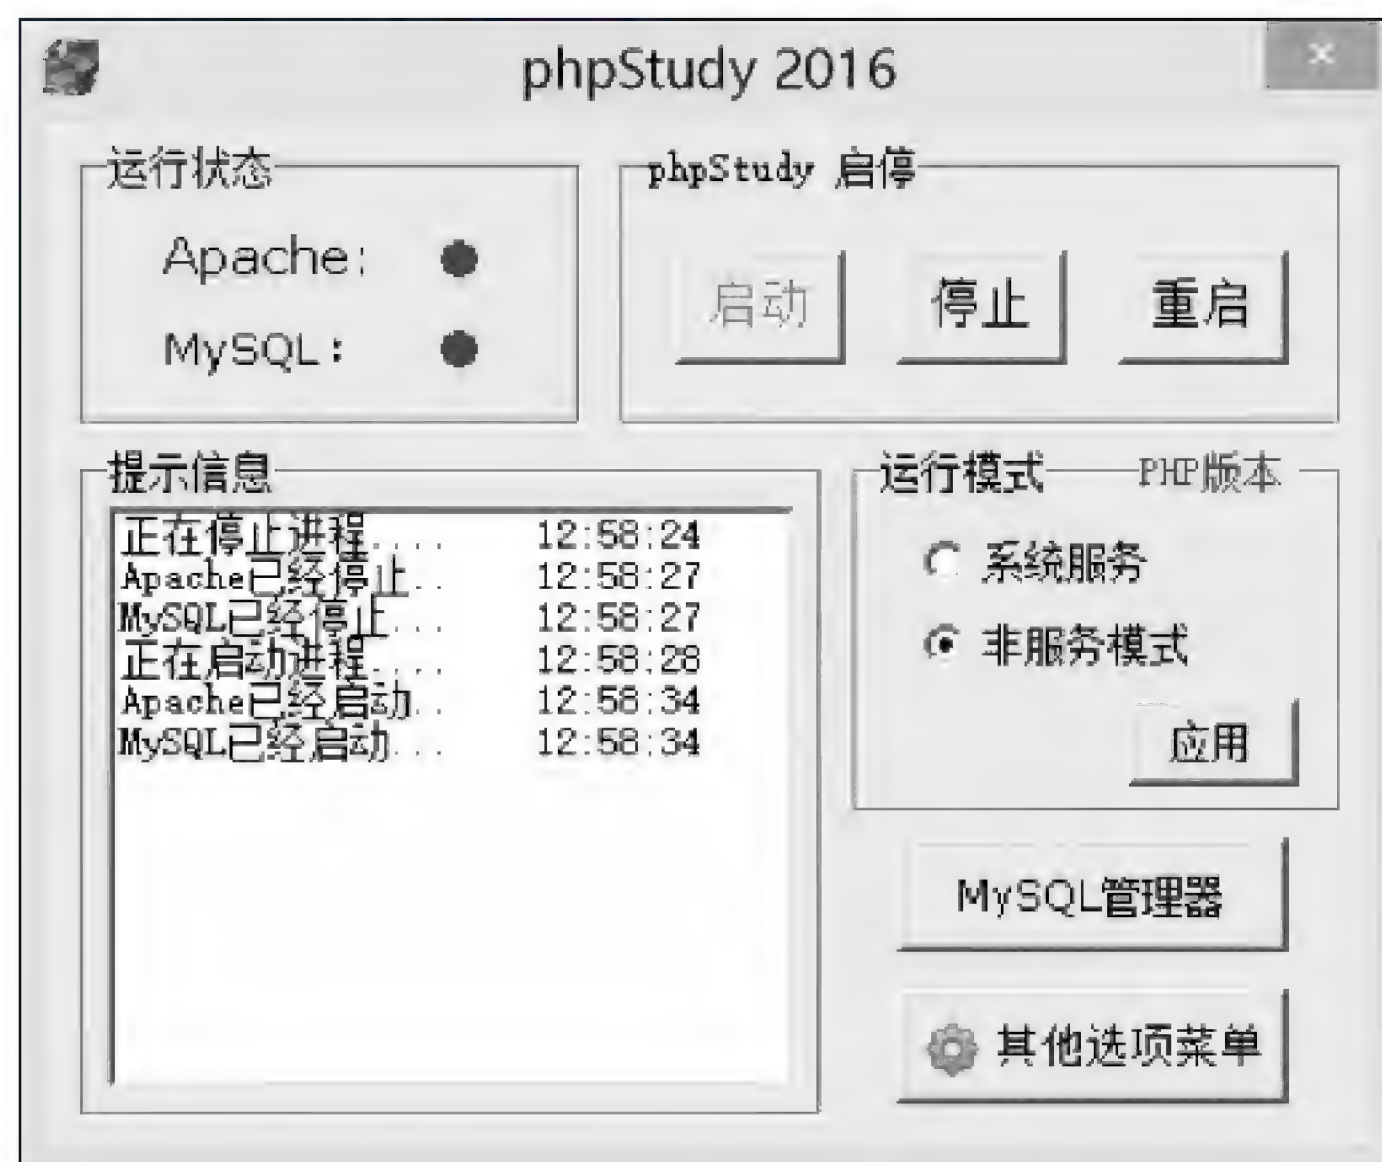 phpStudy 2016
运行状态
Apache:
MySQL:
phpStudy 启停
启动 停止 重启
提示信息
正在停止进程.... 12:58:24
Apache已经停止.. 12:58:27
MySQL已经停止... 12:58:27
正在启动进程.... 12:58:28
Apache已经启动.. 12:58:34
MySQL已经启动... 12:58:34
运行模式 PHP版本
系统服务
非服务模式
应用
MySQL管理器
其他选项菜单